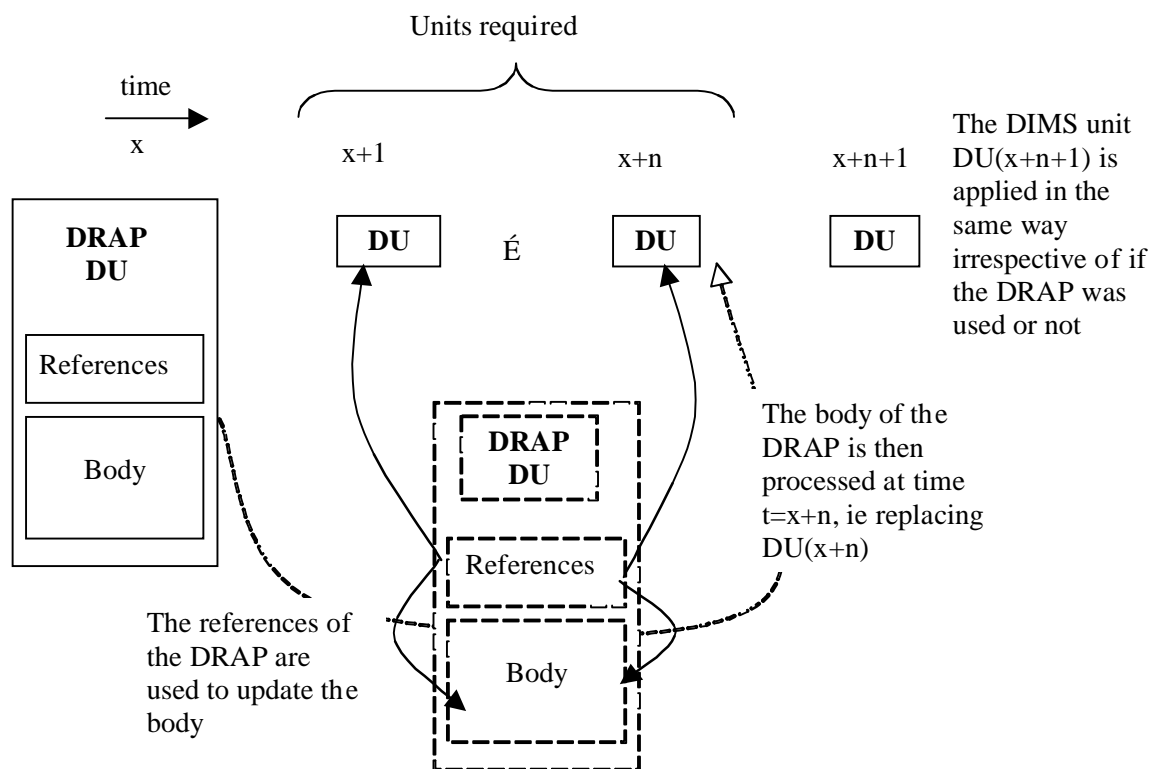 Units required
time
x
x+1
x+n
x+n+1
DRAP
DU
References
Body
DU
É
DU
DU
The DIMS unit
DU(x+n+1) is
applied in the
same way
irrespective of if
the DRAP was
used or not
DRAP
DU
References
Body
The body of the
DRAP is then
processed at time
t=x+n, ie replacing
DU(x+n)
The references of
the DRAP are
used to update the
body